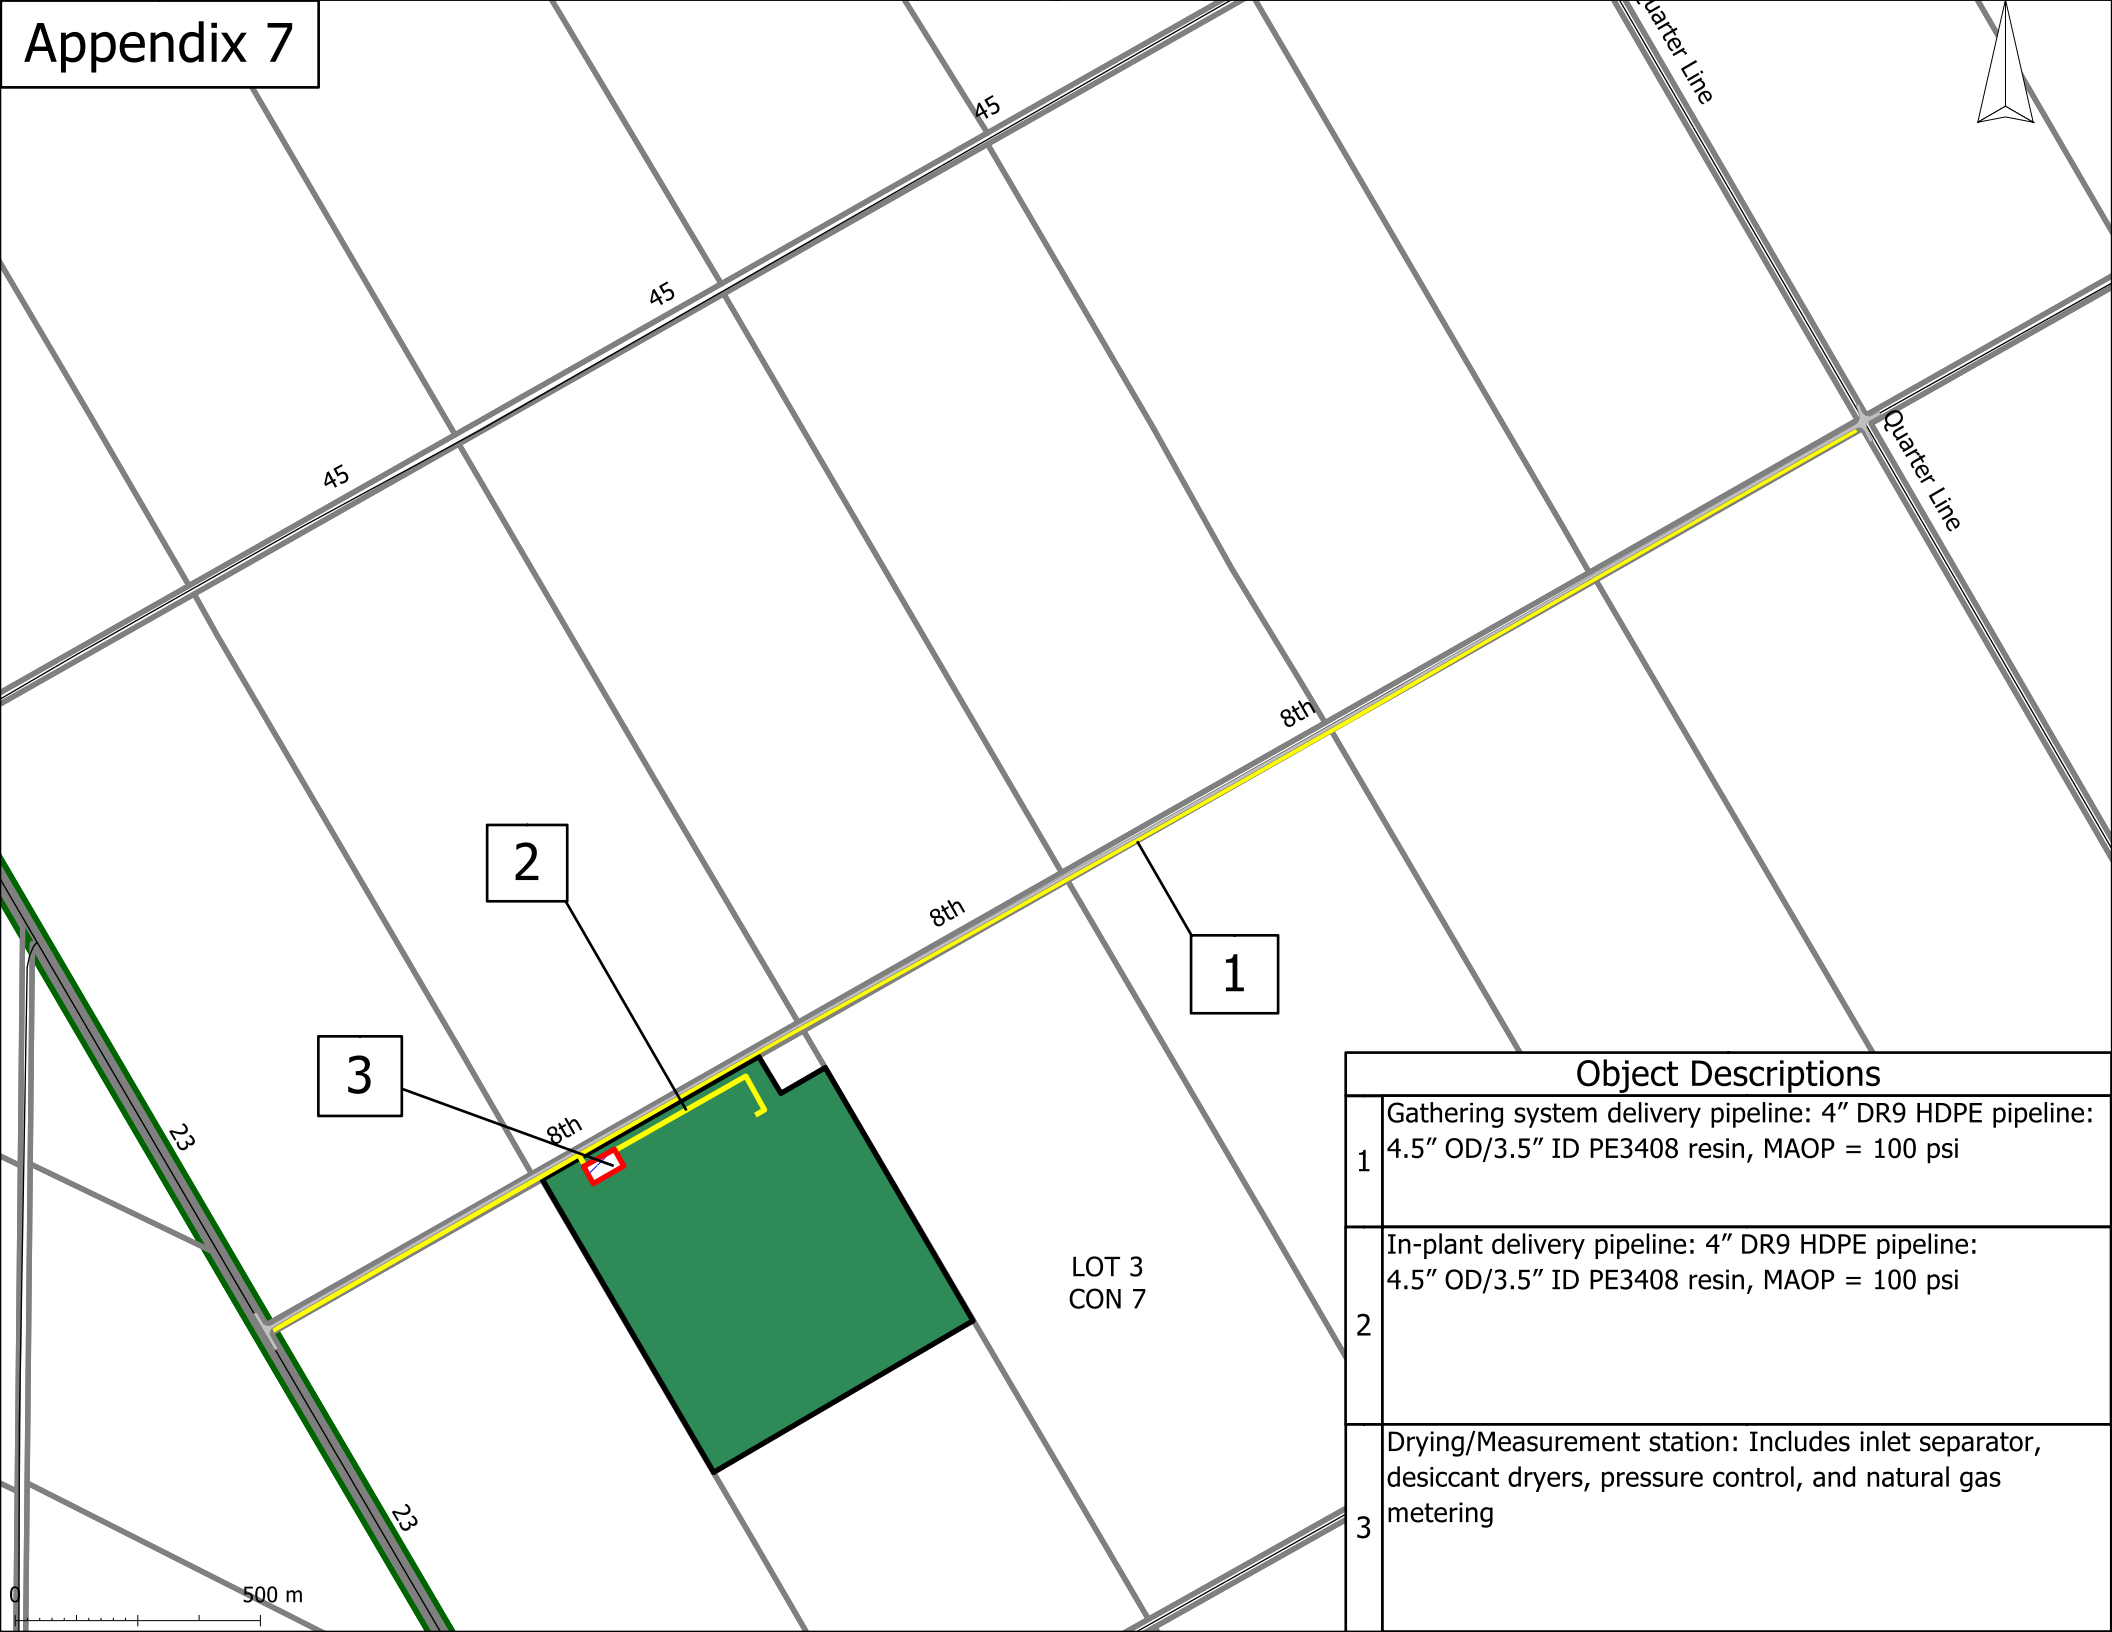 Appendix 7
uarter Line
45
45
45
Quarter Line
8th
8th
8th
2
1
3
23
23
LOT 3
CON 7
0
500 m
Object Descriptions
1
Gathering system delivery pipeline: 4″ DR9 HDPE pipeline:
4.5″ OD/3.5″ ID PE3408 resin, MAOP = 100 psi
2
In-plant delivery pipeline: 4″ DR9 HDPE pipeline:
4.5″ OD/3.5″ ID PE3408 resin, MAOP = 100 psi
3
Drying/Measurement station: Includes inlet separator,
desiccant dryers, pressure control, and natural gas
metering